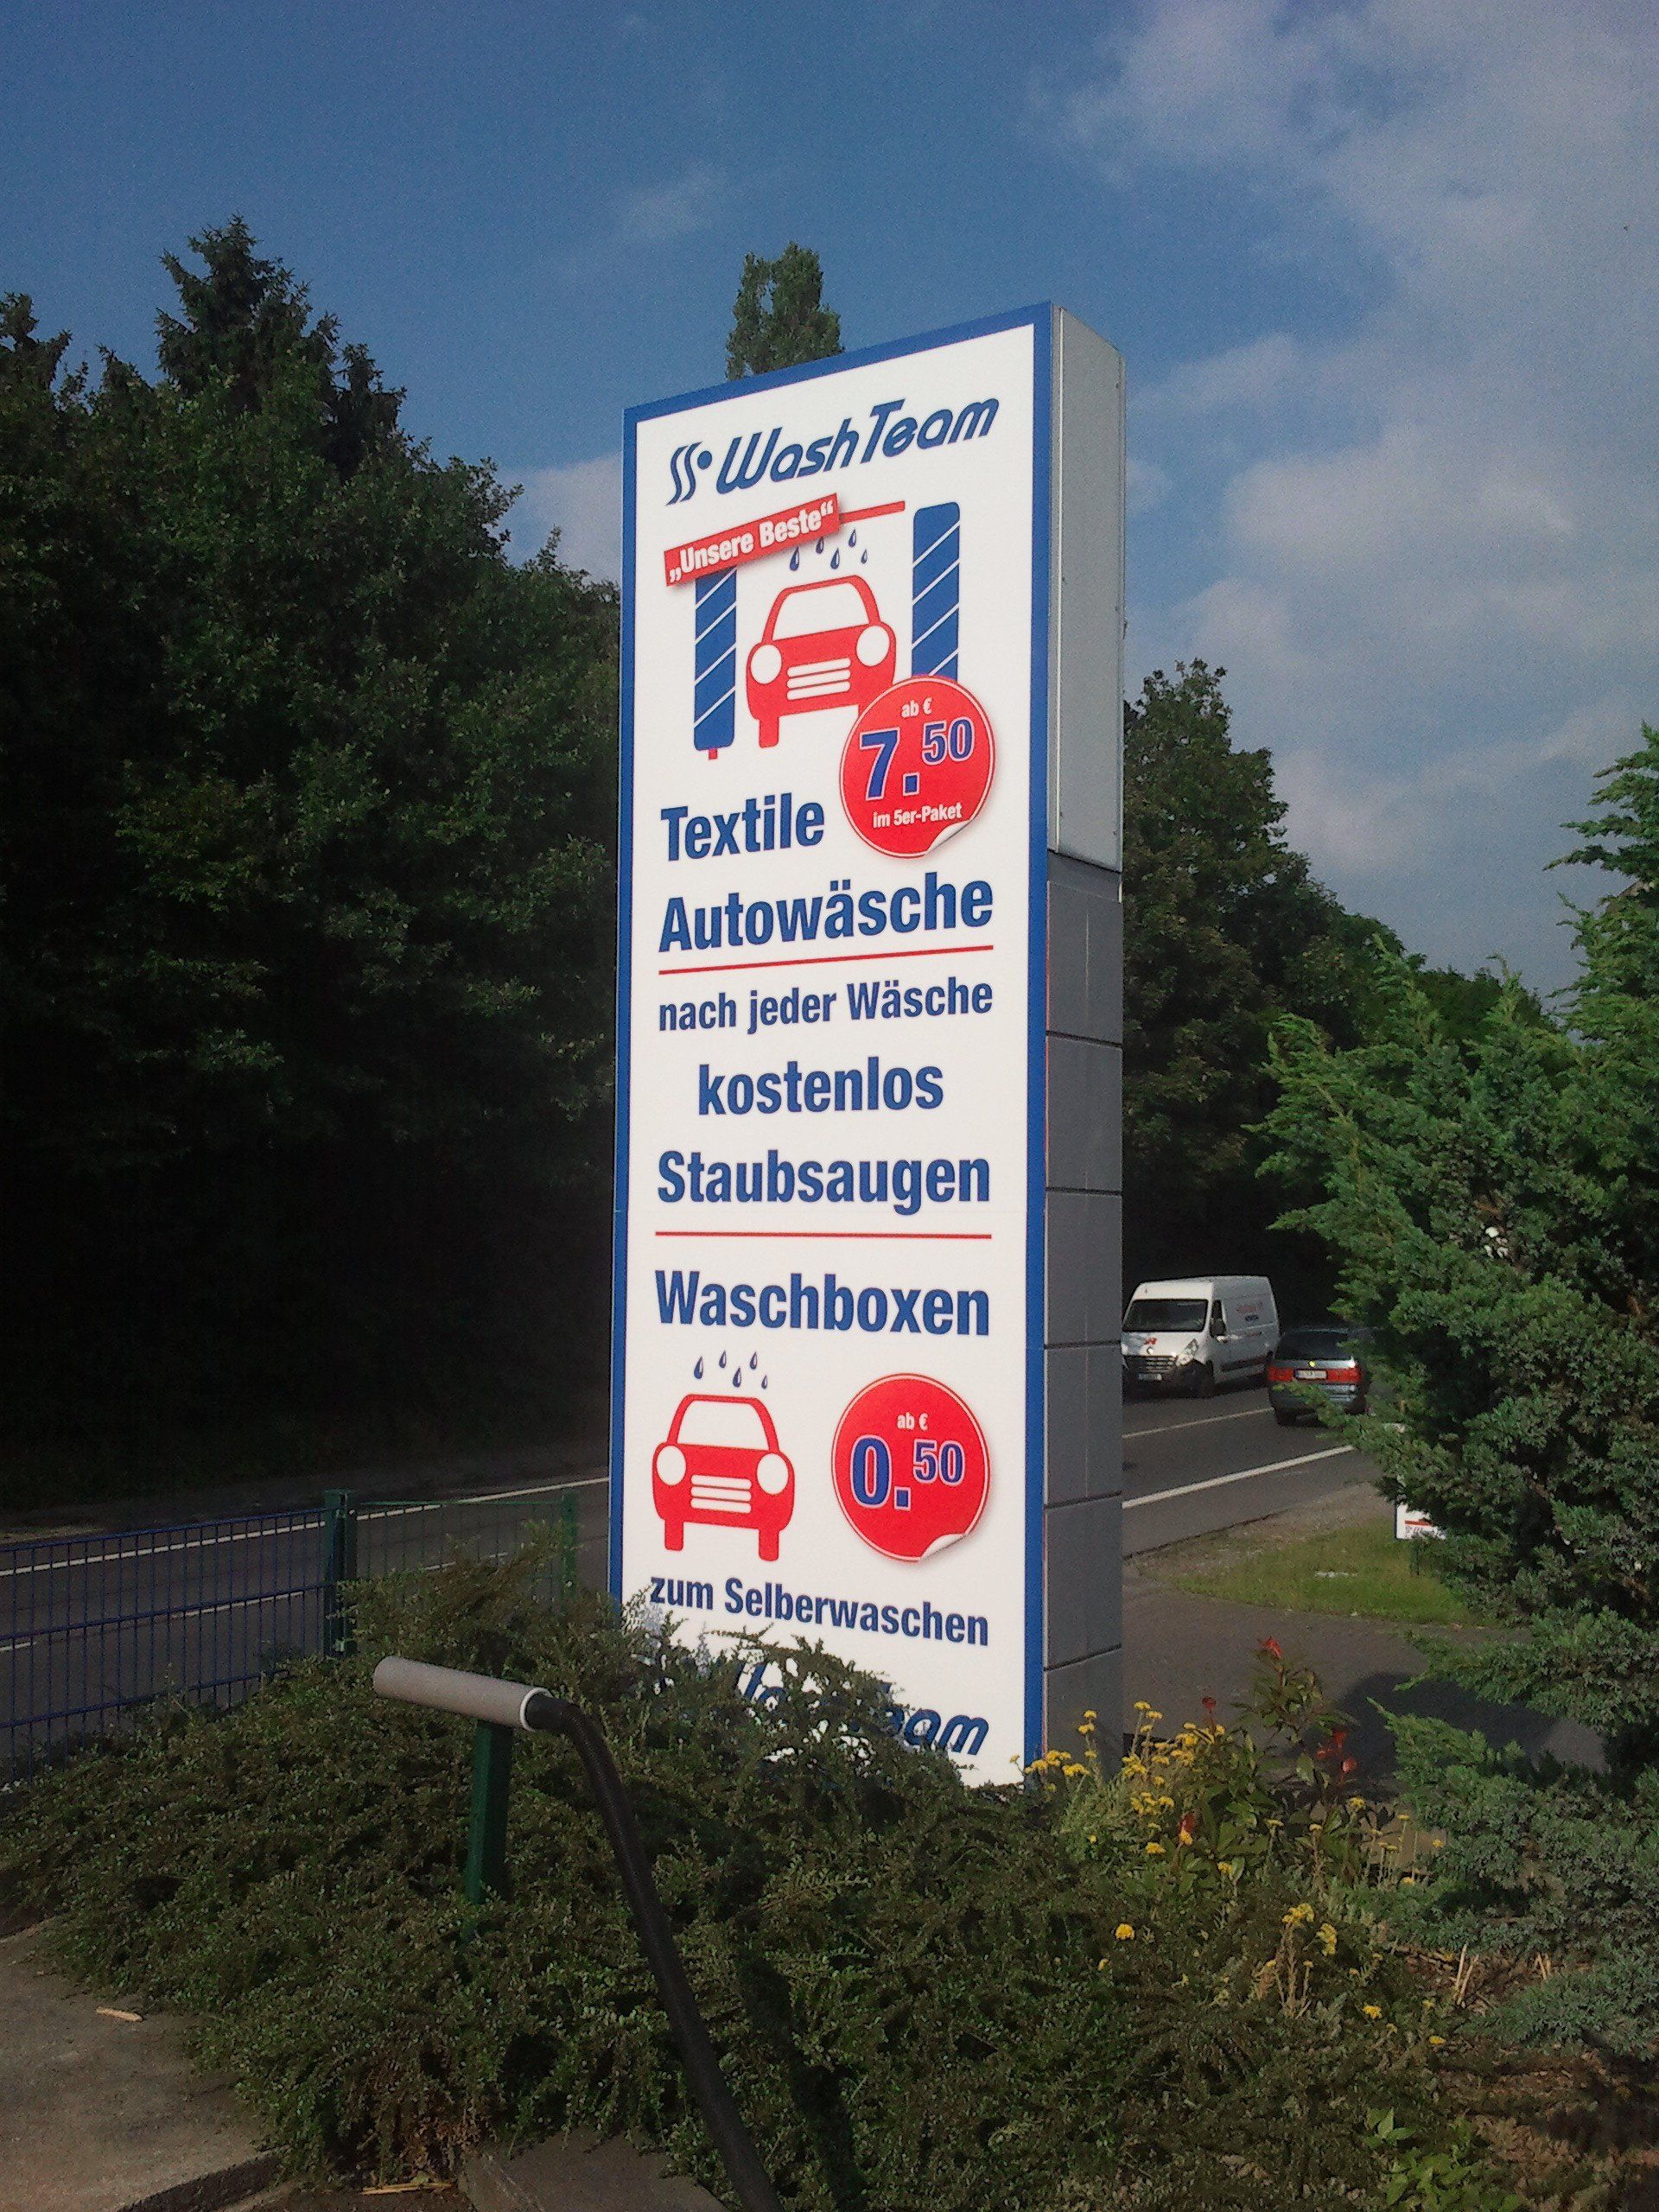 WashTeam
„Unsere Beste“
ab €
7.50
im 5er-Paket
Textile
Autowäsche
nach jeder Wäsche
kostenlos
Staubsaugen
Waschboxen
ab €
0.50
zum Selberwaschen